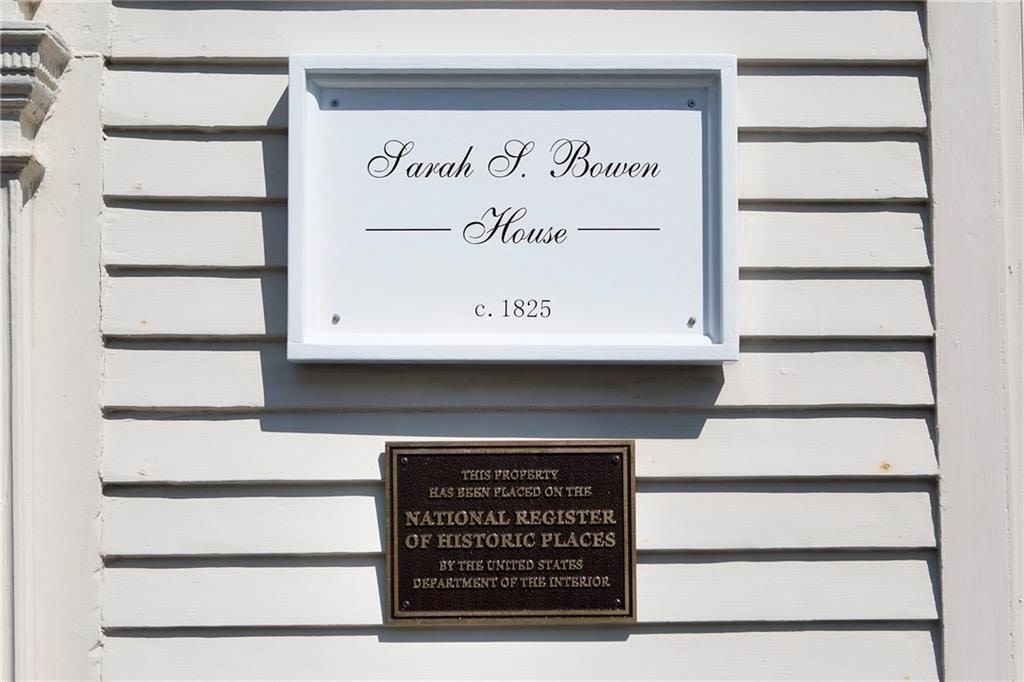 Sarah S. Bowen
House
c. 1825
THIS PROPERTY
HAS BEEN PLACED ON THE
NATIONAL REGISTER
OF HISTORIC PLACES
BY THE UNITED STATES
DEPARTMENT OF THE INTERIOR